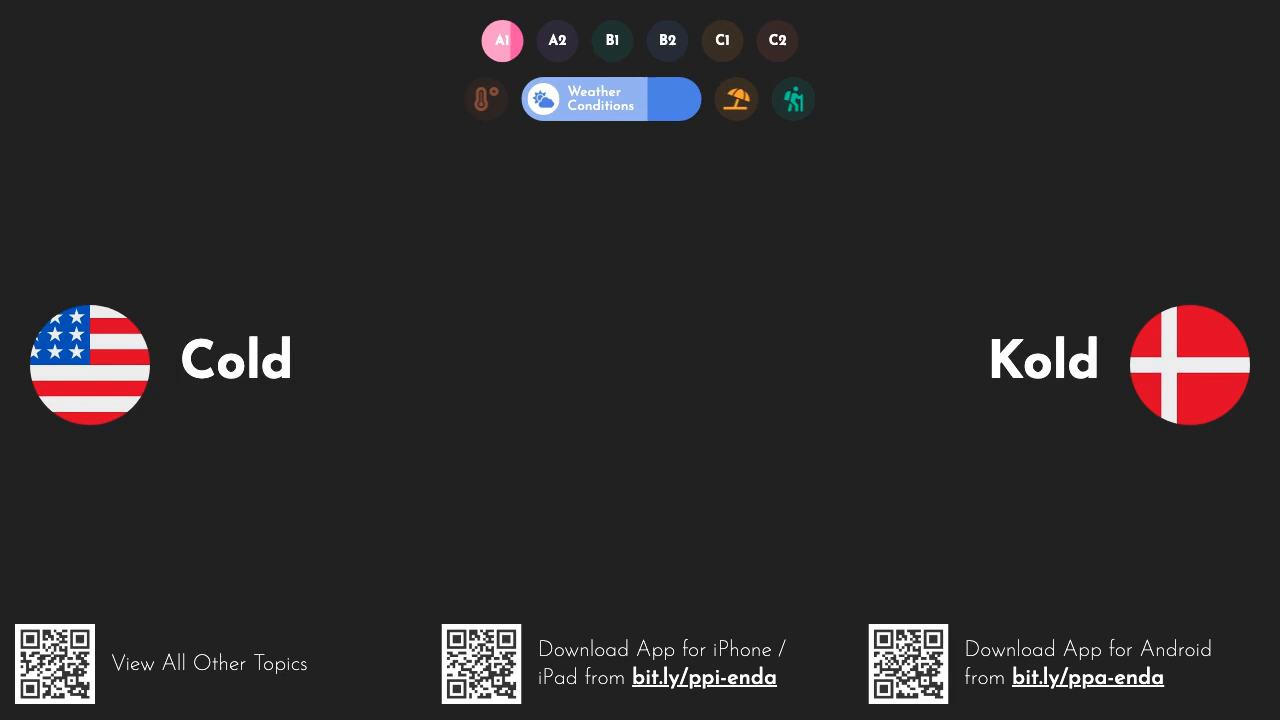 A1 A2 B1 B2 C1 C2
Weather
Conditions
Cold
Kold
View All Other Topics
Download App for iPhone /
iPad from bit.ly/ppi-enda
Download App for Android
from bit.ly/ppa-enda